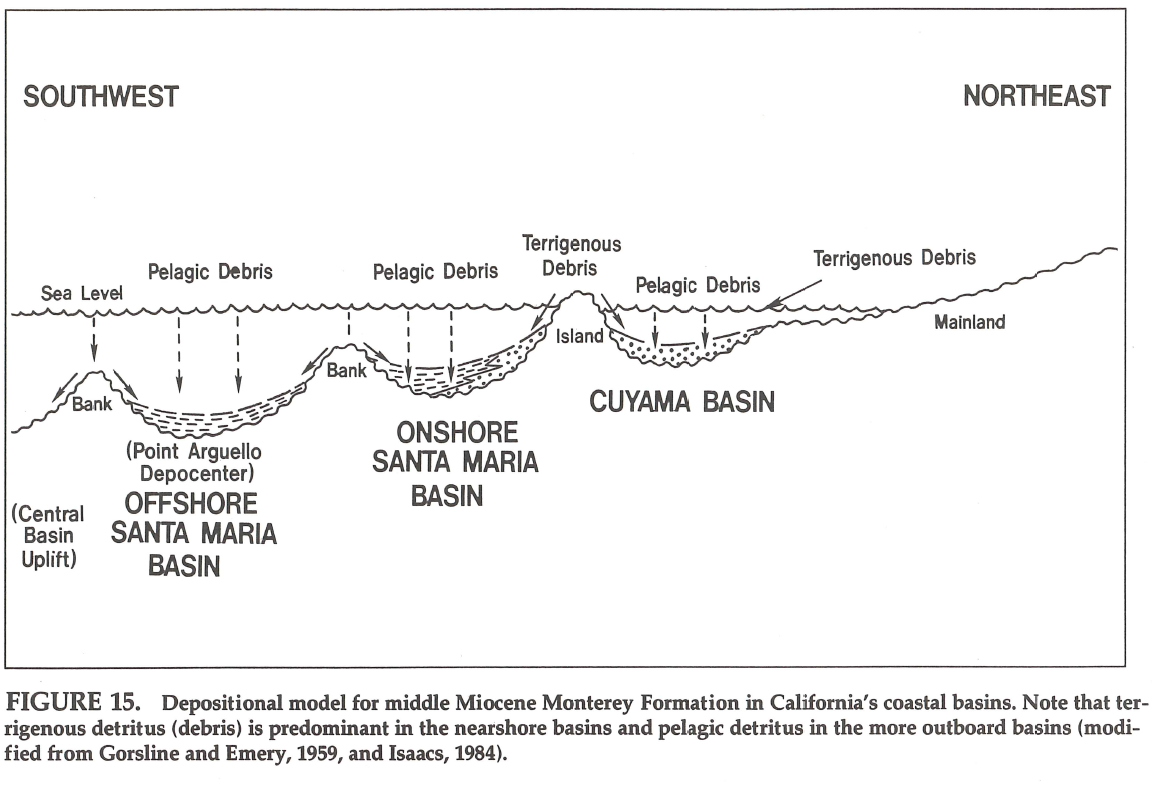 SOUTHWEST
NORTHEAST
Terrigenous
Debris
Terrigenous Debris
Pelagic Debris
Pelagic Debris
Pelagic Debris
Sea Level
Island
Mainland
Bank
Bank
CUYAMA BASIN
ONSHORE
SANTA MARIA
BASIN
(Point Arguello
Depocenter)
OFFSHORE
SANTA MARIA
BASIN
(Central
Basin
Uplift)
FIGURE 15. Depositional model for middle Miocene Monterey Formation in California's coastal basins. Note that ter-
rigenous detritus (debris) is predominant in the nearshore basins and pelagic detritus in the more outboard basins (modi-
fied from Gorsline and Emery, 1959, and Isaacs, 1984).